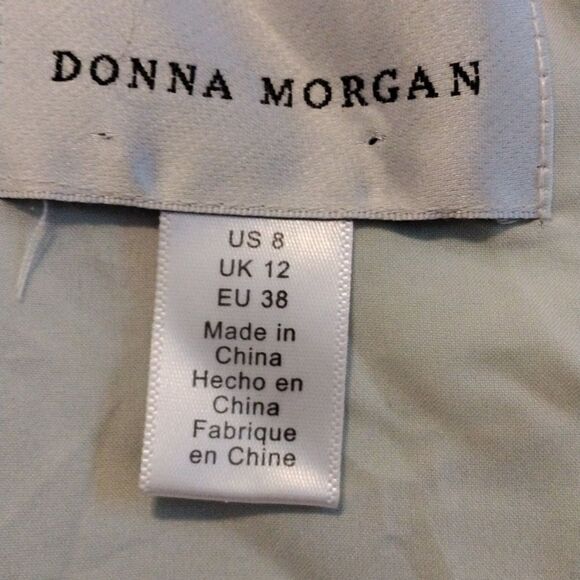 DONNA MORGAN
US 8
UK 12
EU 38
Made in
China
Hecho en
China
Fabrique
en Chine